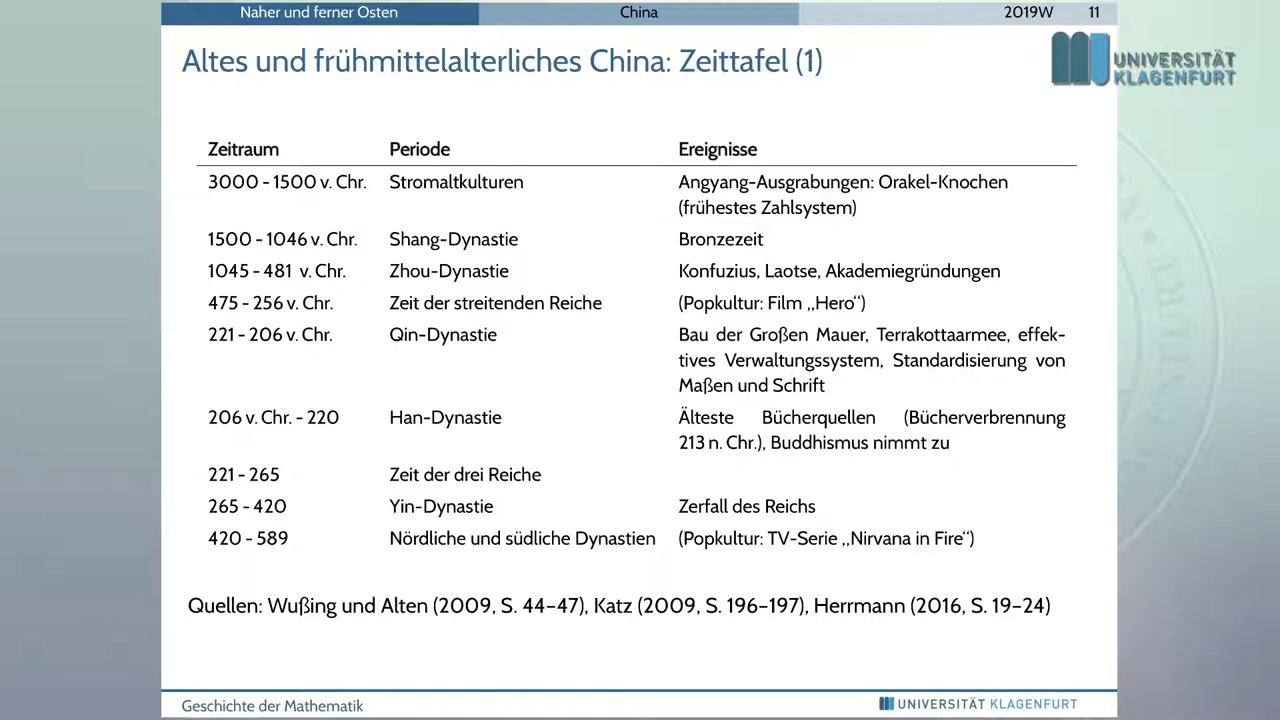 Naher und ferner Osten China 2019W 11
Altes und frühmittelalterliches China: Zeittafel (1)
UNIVERSITÄT
KLAGENFURT
Zeitraum Periode Ereignisse
3000 - 1500 v. Chr. Stromaltkulturen Angyang-Ausgrabungen: Orakel-Knochen
(frühestes Zahlsystem)
1500 - 1046 v. Chr. Shang-Dynastie Bronzezeit
1045 - 481 v. Chr. Zhou-Dynastie Konfuzius, Laotse, Akademiegründungen
475 - 256 v. Chr. Zeit der streitenden Reiche (Popkultur: Film „Hero“)
221 - 206 v. Chr. Qin-Dynastie Bau der Großen Mauer, Terrakottaarmee, effek-
tives Verwaltungssystem, Standardisierung von
Maßen und Schrift
206 v. Chr. - 220 Han-Dynastie Älteste Bücherquellen (Bücherverbrennung
213 n. Chr.), Buddhismus nimmt zu
221 - 265 Zeit der drei Reiche
265 - 420 Yin-Dynastie Zerfall des Reichs
420 - 589 Nördliche und südliche Dynastien (Popkultur: TV-Serie „Nirvana in Fire“)
Quellen: Wußing und Alten (2009, S. 44–47), Katz (2009, S. 196–197), Herrmann (2016, S. 19–24)
Geschichte der Mathematik UNIVERSITÄT KLAGENFURT